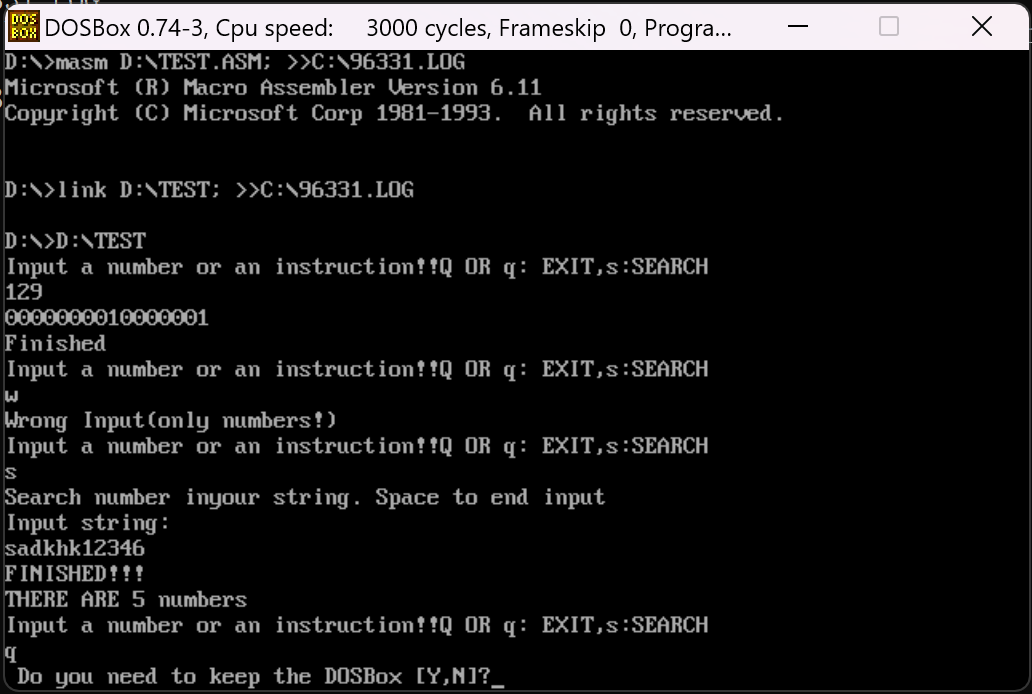 DOS
BOX
DOSBox 0.74-3, Cpu speed: 3000 cycles, Frameskip 0, Progra...
D:\>masm D:\TEST.ASM; >>C:\96331.LOG
Microsoft (R) Macro Assembler Version 6.11
Copyright (C) Microsoft Corp 1981-1993. All rights reserved.
D:\>link D:\TEST; >>C:\96331.LOG
D:\>D:\TEST
Input a number or an instruction!!Q OR q: EXIT,s:SEARCH
129
0000000010000001
Finished
Input a number or an instruction!!Q OR q: EXIT,s:SEARCH
w
Wrong Input(only numbers!)
Input a number or an instruction!!Q OR q: EXIT,s:SEARCH
s
Search number inyour string. Space to end input
Input string:
sadkhk12346
FINISHED!!!
THERE ARE 5 numbers
Input a number or an instruction!!Q OR q: EXIT,s:SEARCH
q
Do you need to keep the DOSBox [Y,N]?_